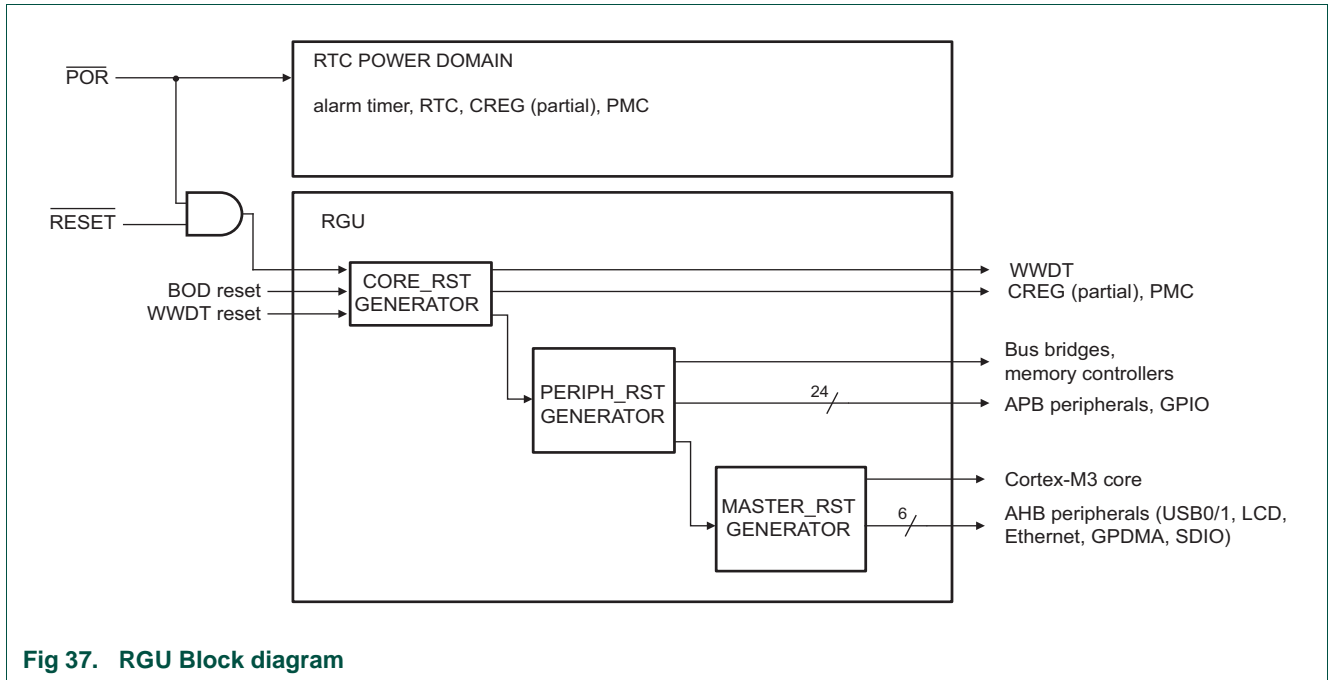 POR
RTC POWER DOMAIN
alarm timer, RTC, CREG (partial), PMC
RESET
RGU
BOD reset
WWDT reset
CORE_RST
GENERATOR
WWDT
CREG (partial), PMC
PERIPH_RST
GENERATOR
Bus bridges,
memory controllers
24
APB peripherals, GPIO
MASTER_RST
GENERATOR
Cortex-M3 core
6
AHB peripherals (USB0/1, LCD,
Ethernet, GPDMA, SDIO)
Fig 37. RGU Block diagram